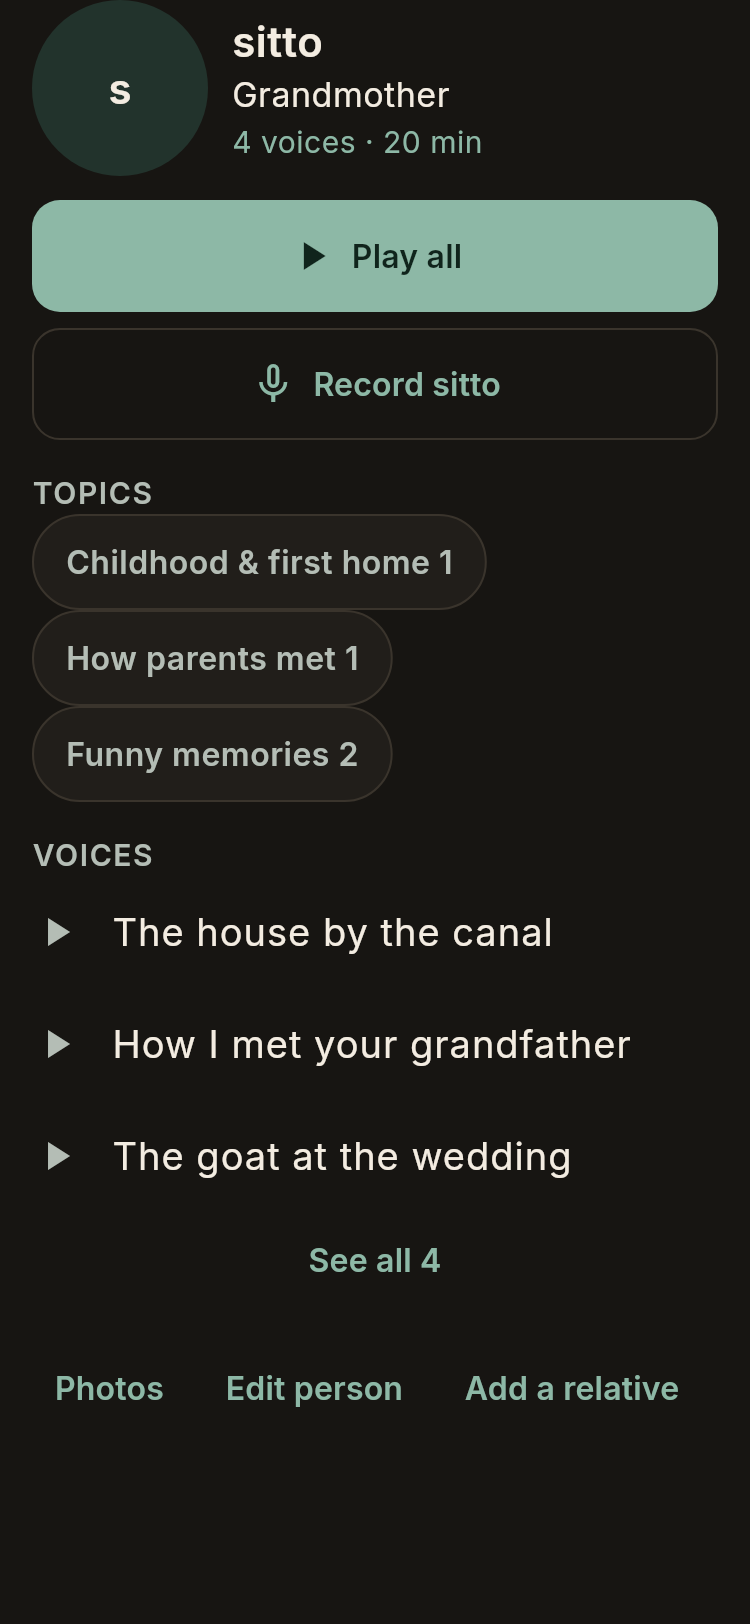 s
sitto
Grandmother
4 voices · 20 min
Play all
Record sitto
TOPICS
Childhood & first home 1
How parents met 1
Funny memories 2
VOICES
The house by the canal
How I met your grandfather
The goat at the wedding
See all 4
Photos Edit person Add a relative